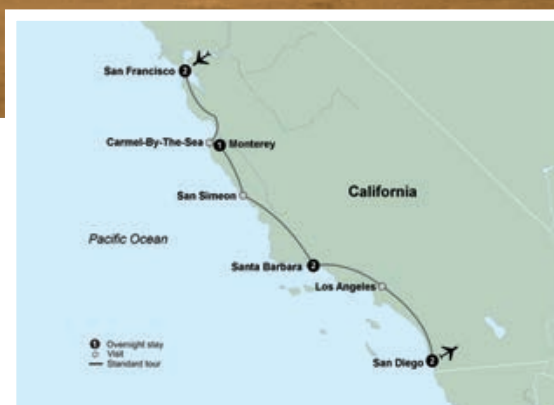 San Francisco 2
Carmel-By-The-Sea 1 Monterey
California
San Simeon
Pacific Ocean
Santa Barbara 2
Los Angeles
1 Overnight stay
Visit
Standard tour
San Diego 2